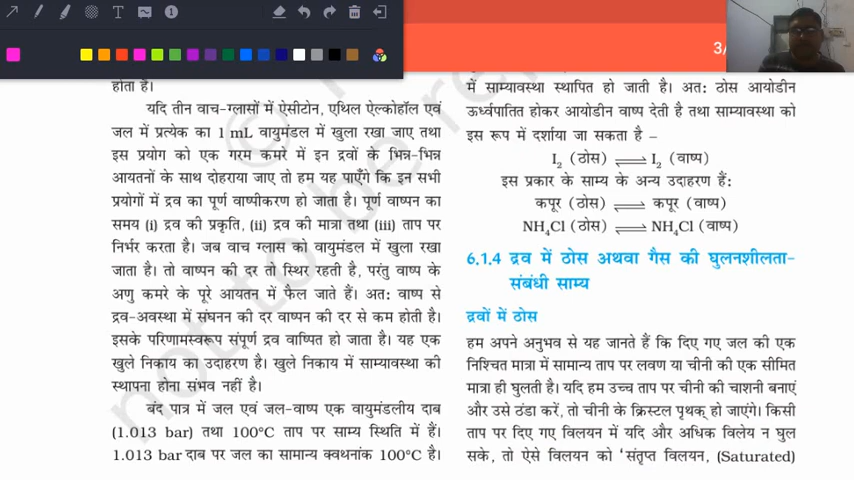 3/
होता है।
यदि तीन वाच-ग्लासों में ऐसीटोन, एथिल ऐल्कोहॉल एवं
जल में प्रत्येक का 1 mL वायुमंडल में खुला रखा जाए तथा
इस प्रयोग को एक गरम कमरे में इन द्रवों के भिन्न-भिन्न
आयतनों के साथ दोहराया जाए तो हम यह पाएँगे कि इन सभी
प्रयोगों में द्रव का पूर्ण वाष्पीकरण हो जाता है। पूर्ण वाष्पन का
समय (i) द्रव की प्रकृति, (ii) द्रव की मात्रा तथा (iii) ताप पर
निर्भर करता है। जब वाच ग्लास को वायुमंडल में खुला रखा
जाता है। तो वाष्पन की दर तो स्थिर रहती है, परंतु वाष्प के
अणु कमरे के पूरे आयतन में फैल जाते हैं। अत: वाष्प से
द्रव-अवस्था में संघनन की दर वाष्पन की दर से कम होती है।
इसके परिणामस्वरूप संपूर्ण द्रव वाष्पित हो जाता है। यह एक
खुले निकाय का उदाहरण है। खुले निकाय में साम्यावस्था की
स्थापना होना संभव नहीं है।
बंद पात्र में जल एवं जल-वाष्प एक वायुमंडलीय दाब
(1.013 bar) तथा 100°C ताप पर साम्य स्थिति में हैं।
1.013 bar दाब पर जल का सामान्य क्वथनांक 100°C है।
में साम्यावस्था स्थापित हो जाती है। अत: ठोस आयोडीन
ऊर्ध्वपातित होकर आयोडीन वाष्प देती है तथा साम्यावस्था को
इस रूप में दर्शाया जा सकता है –
I₂ (ठोस) ⇌ I₂ (वाष्प)
इस प्रकार के साम्य के अन्य उदाहरण हैं:
कपूर (ठोस) ⇌ कपूर (वाष्प)
NH₄Cl (ठोस) ⇌ NH₄Cl (वाष्प)
6.1.4 द्रव में ठोस अथवा गैस की घुलनशीलता-
संबंधी साम्य
द्रवों में ठोस
हम अपने अनुभव से यह जानते हैं कि दिए गए जल की एक
निश्चित मात्रा में सामान्य ताप पर लवण या चीनी की एक सीमित
मात्रा ही घुलती है। यदि हम उच्च ताप पर चीनी की चाशनी बनाएं
और उसे ठंडा करें, तो चीनी के क्रिस्टल पृथक् हो जाएंगे। किसी
ताप पर दिए गए विलयन में यदि और अधिक विलेय न घुल
सके, तो ऐसे विलयन को 'संतृप्त विलयन, (Saturated)
not to be re